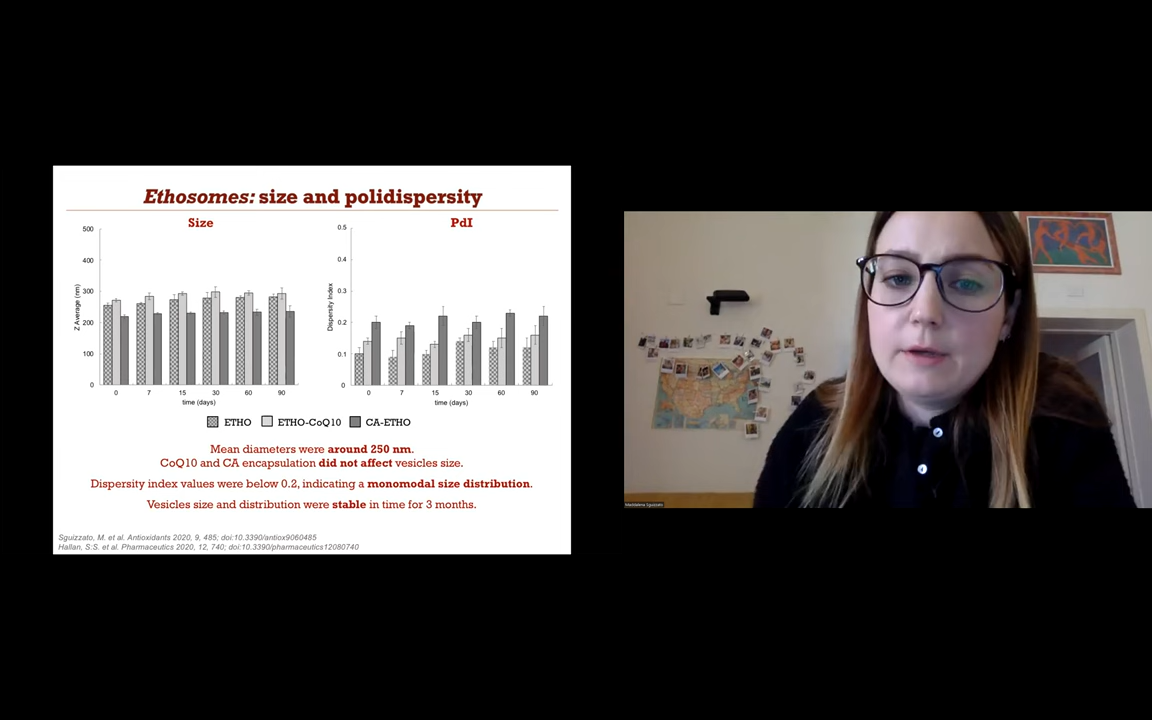 Ethosomes: size and polidispersity
Size
PdI
500
400
300
200
100
0
Z Average (nm)
0 7 15 30 60 90
time (days)
0.5
0.4
0.3
0.2
0.1
0
Dispersity Index
0 7 15 30 60 90
time (days)
ETHO ETHO-CoQ10 CA-ETHO
Mean diameters were around 250 nm.
CoQ10 and CA encapsulation did not affect vesicles size.
Dispersity index values were below 0.2, indicating a monomodal size distribution.
Vesicles size and distribution were stable in time for 3 months.
Sguizzato, M. et al. Antioxidants 2020, 9, 485; doi:10.3390/antiox9060485
Hallan, S:S. et al. Pharmaceutics 2020, 12, 740; doi:10.3390/pharmaceutics12080740
Maddalena Sguizzato